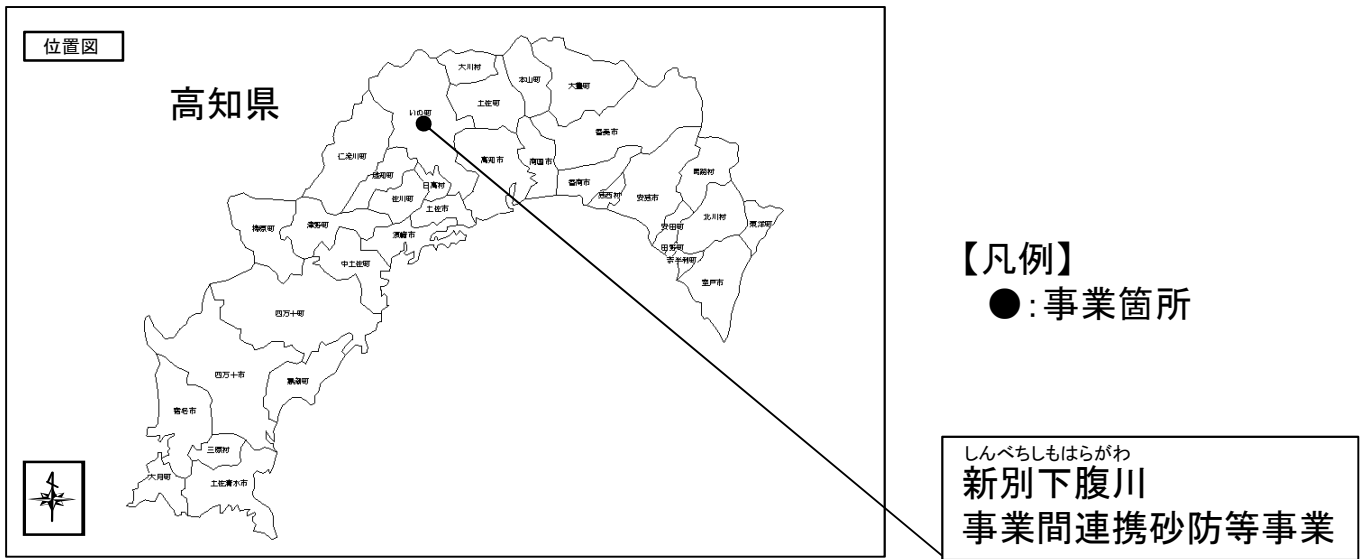 位置図
高知県
大川村
本山町
大豊町
土佐町
いの町
香美市
仁淀川町
高知市
南国市
越知町
日高村
佐川町
土佐市
香南市
芸西村
安芸市
馬路村
北川村
東洋町
安田町
田野町
奈半利町
室戸市
梼原町
津野町
須崎市
中土佐町
四万十町
四万十市
黒潮町
宿毛市
三原村
大月町
土佐清水市
【凡例】
●:事業箇所
しんべちしもはらがわ
新別下腹川
事業間連携砂防等事業